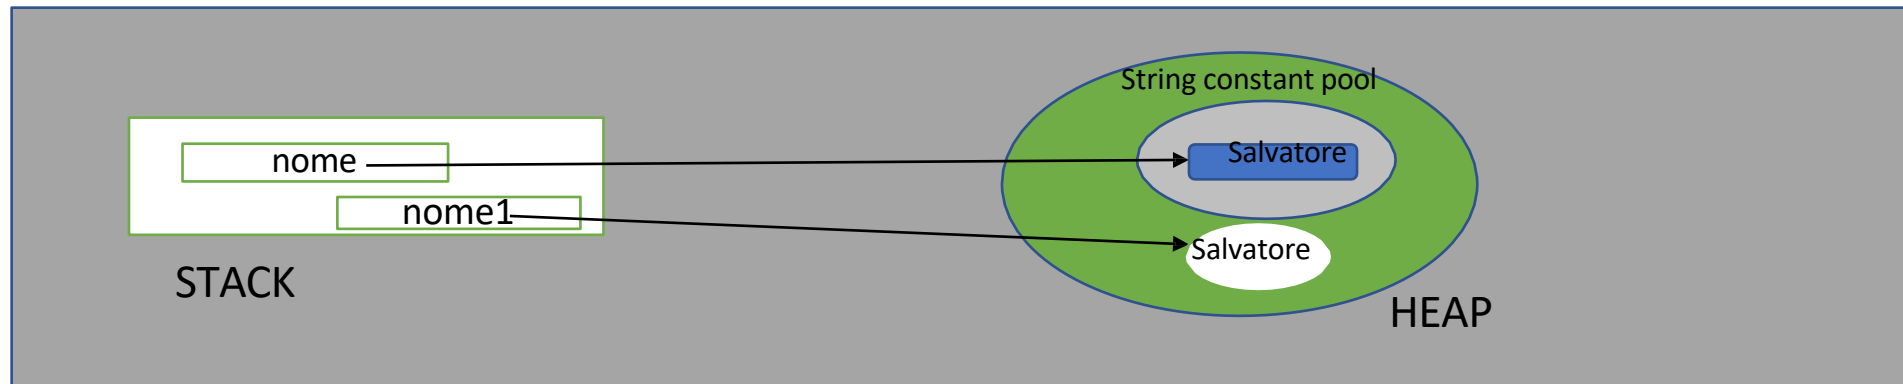 String constant pool
nome
Salvatore
nome1
Salvatore
STACK
HEAP